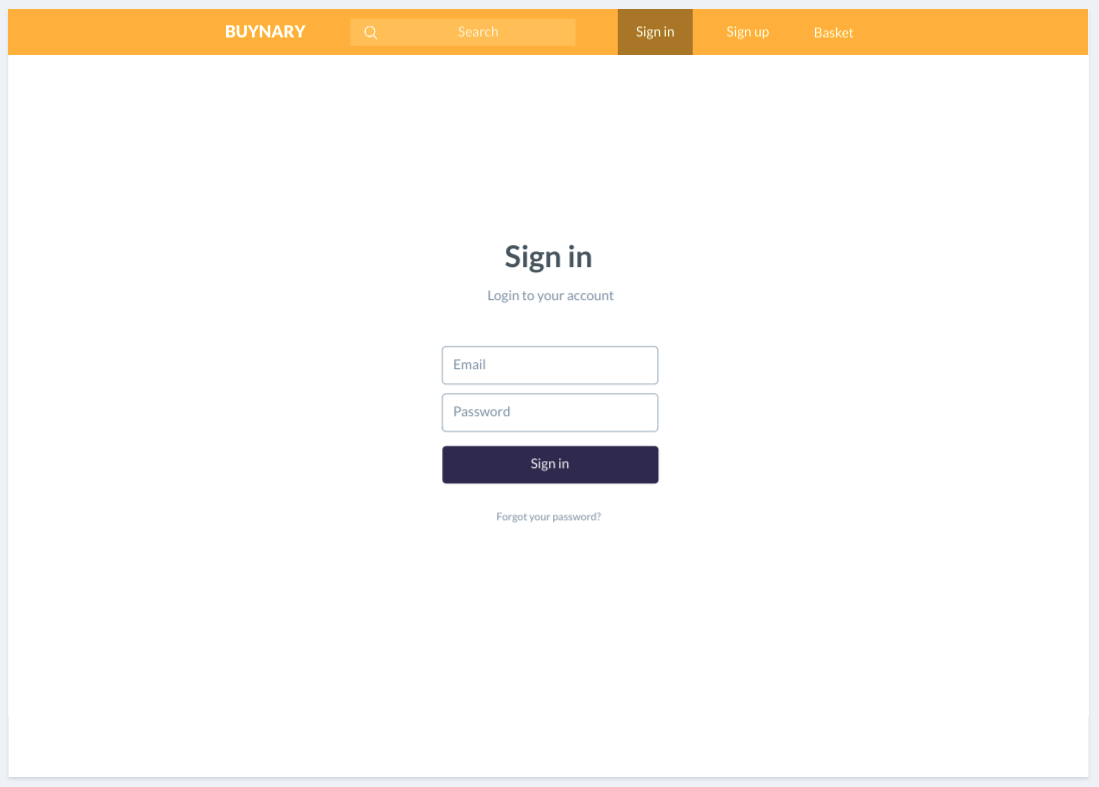 BUYNARY Search Sign in Sign up Basket
Sign in
Login to your account
Email
Password
Sign in
Forgot your password?